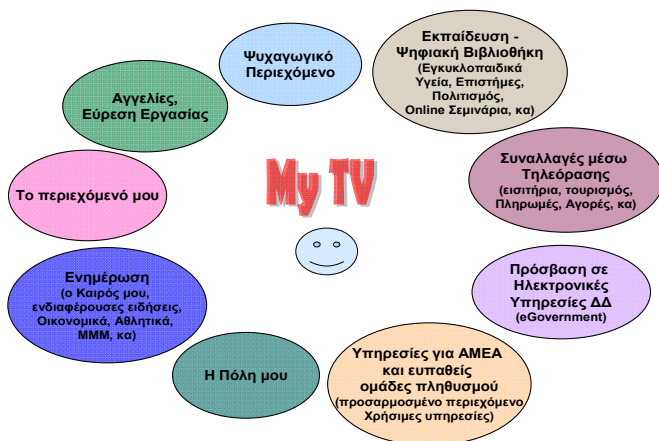 Ψυχαγωγικό
Περιεχόμενο
Εκπαίδευση -
Ψηφιακή Βιβλιοθήκη
(Εγκυκλοπαιδικά
Υγεία, Επιστήμες,
Πολιτισμός,
Online Σεμινάρια, κα)
Αγγελίες,
Εύρεση Εργασίας
Συναλλαγές μέσω
Τηλεόρασης
(εισιτήρια, τουρισμός,
Πληρωμές, Αγορές, κα)
My TV
Το περιεχόμενό μου
Ενημέρωση
(ο Καιρός μου,
ενδιαφέρουσες ειδήσεις,
Οικονομικά, Αθλητικά,
ΜΜΜ, κα)
Πρόσβαση σε
Ηλεκτρονικές
Υπηρεσίες ΔΔ
(eGovernment)
Η Πόλη μου
Υπηρεσίες για ΑΜΕΑ
και ευπαθείς
ομάδες πληθυσμού
(προσαρμοσμένο περιεχόμενο
Χρήσιμες υπηρεσίες)